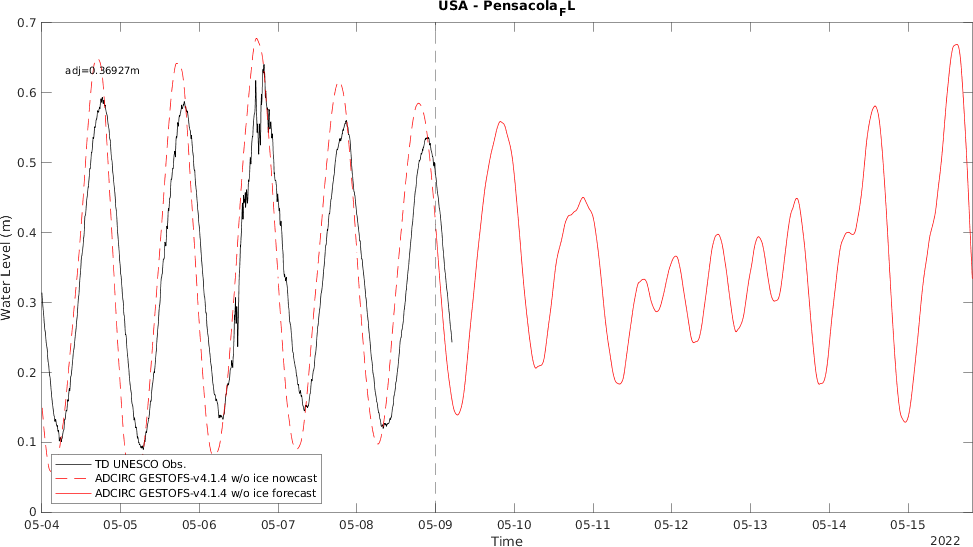 USA - Pensacola_FL
adj=0.36927m
0.7
0.6
0.5
0.4
0.3
0.2
0.1
0
Water Level (m)
TD UNESCO Obs.
ADCIRC GESTOFS-v4.1.4 w/o ice nowcast
ADCIRC GESTOFS-v4.1.4 w/o ice forecast
05-04 05-05 05-06 05-07 05-08 05-09 05-10 05-11 05-12 05-13 05-14 05-15
Time
2022